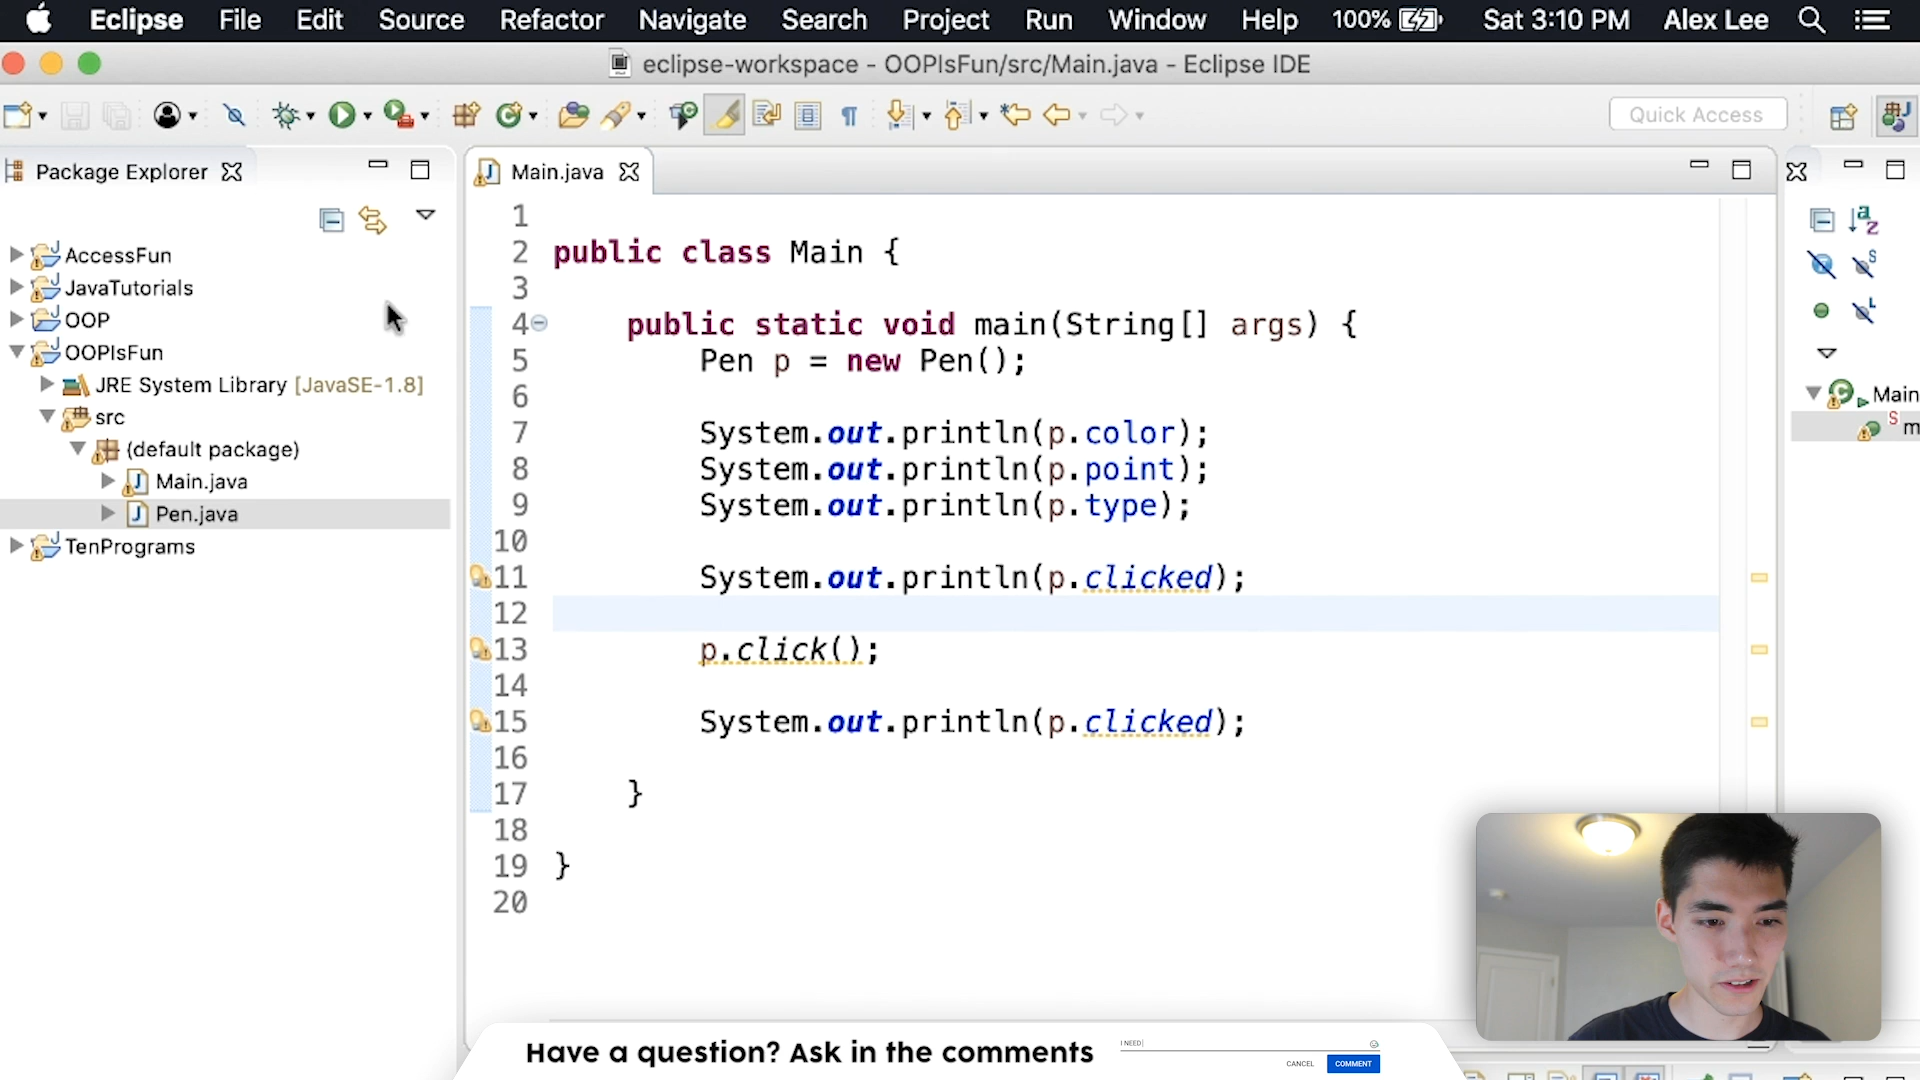 Eclipse File Edit Source Refactor Navigate Search Project Run Window Help 100% Sat 3:10 PM Alex Lee
eclipse-workspace - OOPIsFun/src/Main.java - Eclipse IDE
Quick Access
Package Explorer
AccessFun
JavaTutorials
OOP
OOPIsFun
JRE System Library [JavaSE-1.8]
src
(default package)
Main.java
Pen.java
TenPrograms
Main.java
1
2 public class Main {
3
4 public static void main(String[] args) {
5 Pen p = new Pen();
6
7 System.out.println(p.color);
8 System.out.println(p.point);
9 System.out.println(p.type);
10
11 System.out.println(p.clicked);
12
13 p.click();
14
15 System.out.println(p.clicked);
16
17 }
18
19 }
20
Main
m
Have a question? Ask in the comments
I NEED
CANCEL COMMENT